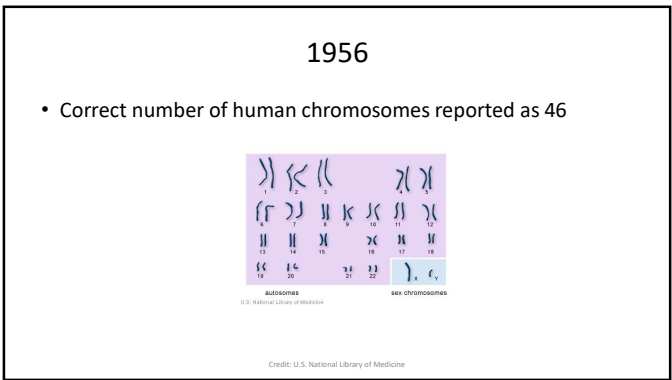 1956
• Correct number of human chromosomes reported as 46
1 2 3 4 5
6 7 8 9 10 11 12
13 14 15 16 17 18
19 20 21 22 X Y
autosomes sex chromosomes
U.S. National Library of Medicine
Credit: U.S. National Library of Medicine